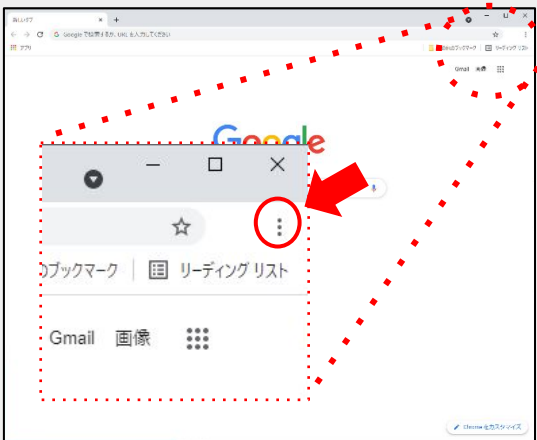 新しいタブ
Google で検索するか、URL を入力してください
アプリ
のブックマーク
リーディング リスト
Gmail 画像
Google
のブックマーク
リーディング リスト
Gmail 画像
Chrome をカスタマイズ